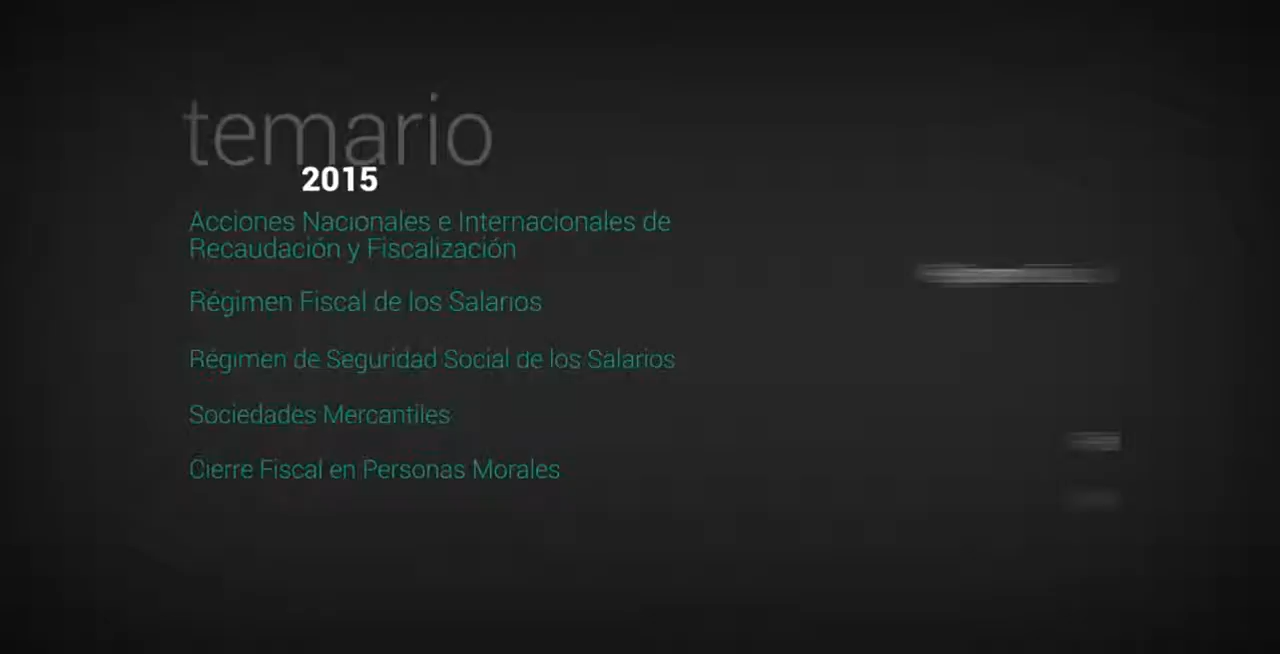 temario
2015
Acciones Nacionales e Internacionales de
Recaudación y Fiscalización
Régimen Fiscal de los Salarios
Régimen de Seguridad Social de los Salarios
Sociedades Mercantiles
Cierre Fiscal en Personas Morales